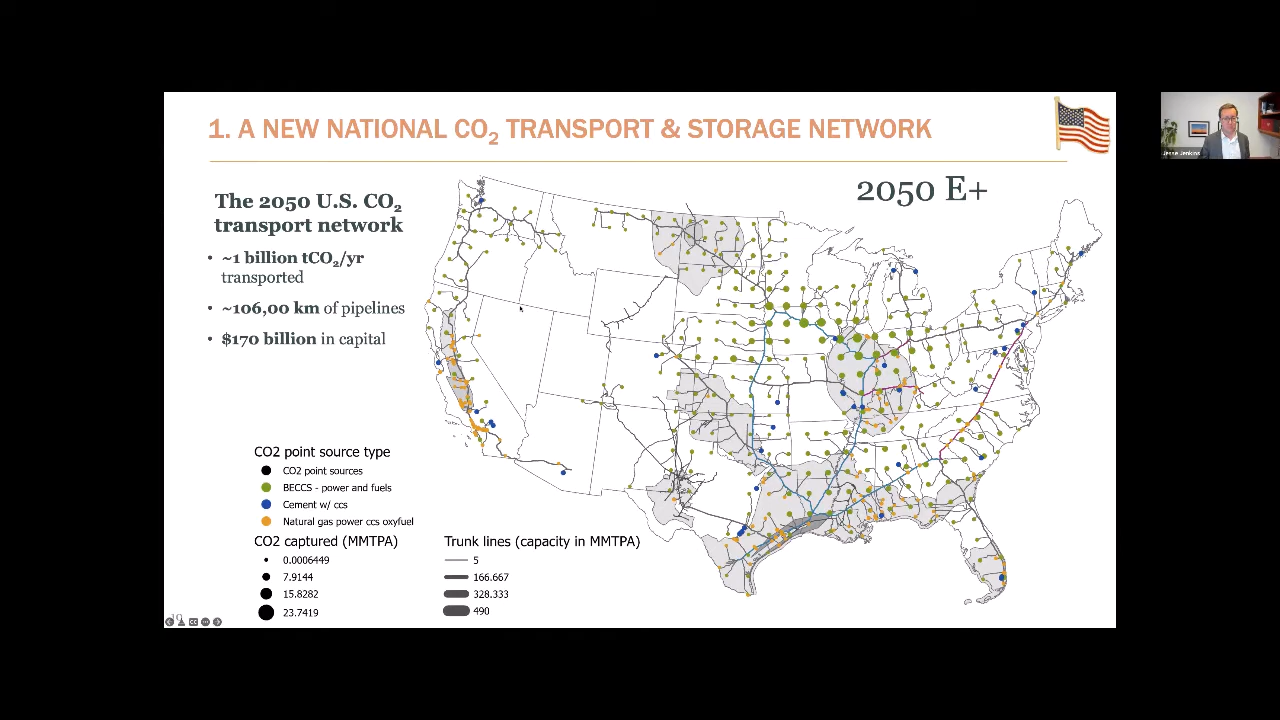 1. A NEW NATIONAL CO2 TRANSPORT & STORAGE NETWORK
Jesse Jenkins
2050 E+
The 2050 U.S. CO2
transport network
• ~1 billion tCO2/yr
transported
• ~106,00 km of pipelines
• $170 billion in capital
CO2 point source type
CO2 point sources
BECCS - power and fuels
Cement w/ ccs
Natural gas power ccs oxyfuel
CO2 captured (MMTPA)
0.0006449
7.9144
15.8282
23.7419
Trunk lines (capacity in MMTPA)
5
166.667
328.333
490